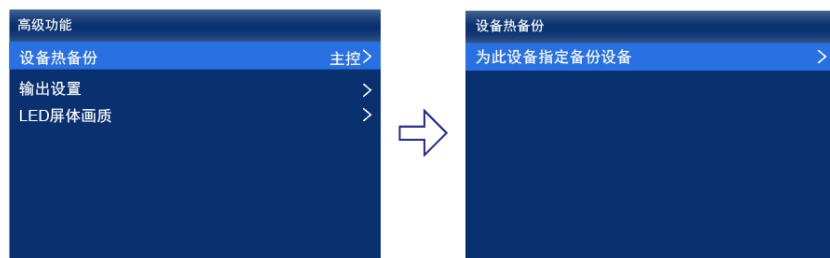 高级功能
设备热备份 主控>
输出设置 >
LED屏体画质 >
设备热备份
为此设备指定备份设备 >